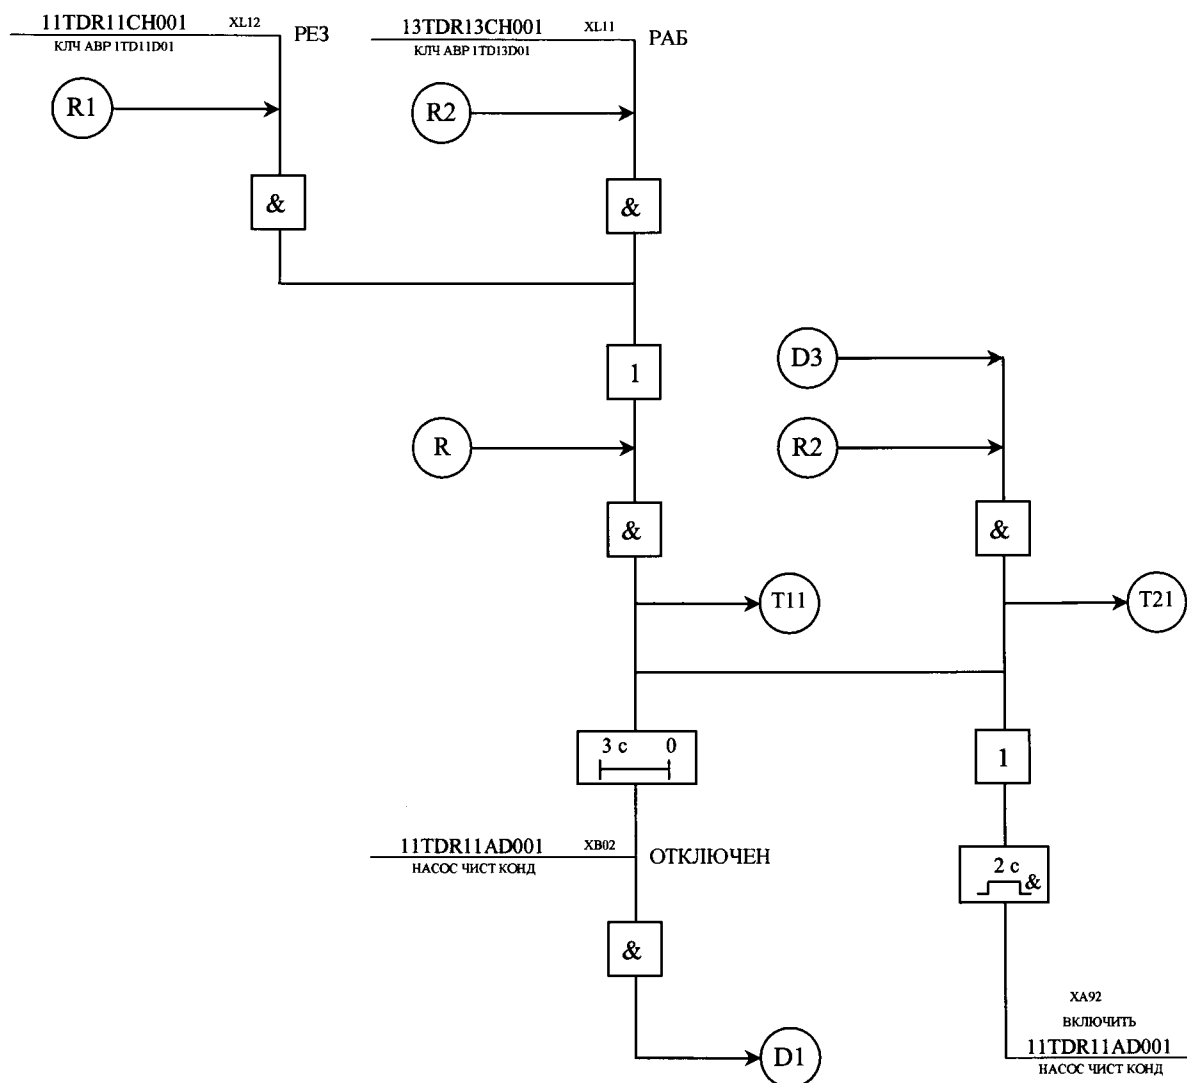 11TDR11CH001 XL12 РЕЗ
КЛЧ АВР 1TD11D01
13TDR13CH001 XL11 РАБ
КЛЧ АВР 1TD13D01
R1
R2
&
&
1
D3
R
R2
&
&
T11
T21
3 с 0
1
11TDR11AD001 XB02 ОТКЛЮЧЕН
НАСОС ЧИСТ КОНД
2 с
&
&
XA92
ВКЛЮЧИТЬ
11TDR11AD001
НАСОС ЧИСТ КОНД
D1